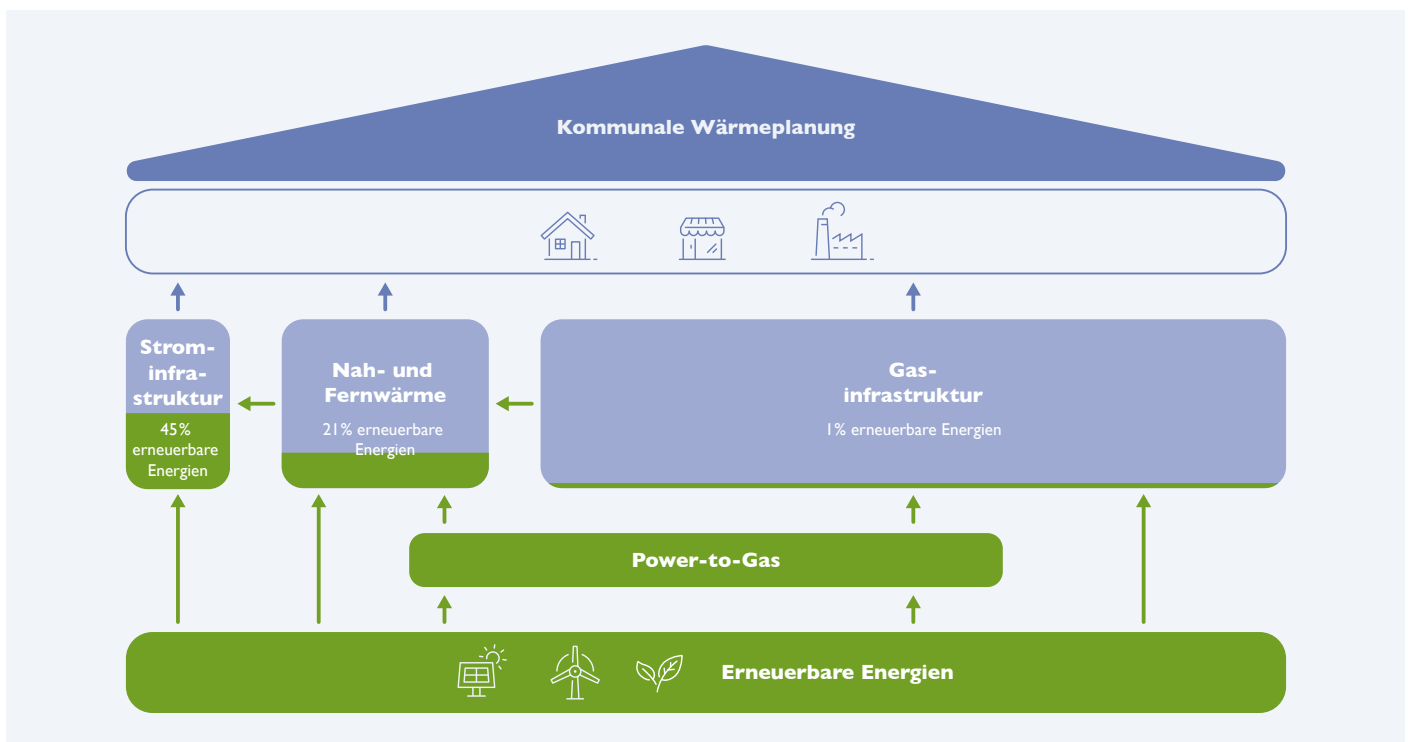 Kommunale Wärmeplanung
Strom-
infra-
struktur
45%
erneuerbare
Energien
Nah- und
Fernwärme
21% erneuerbare
Energien
Gas-
infrastruktur
1% erneuerbare Energien
Power-to-Gas
Erneuerbare Energien